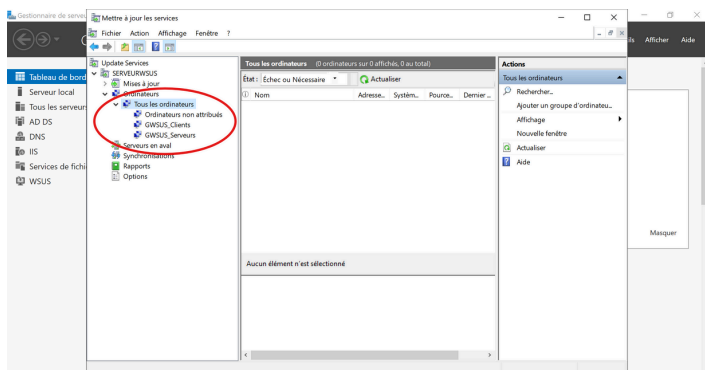 Gestionnaire de serveu
Mettre à jour les services
Fichier Action Affichage Fenêtre ?
ils Afficher Aide
Tableau de bord
Serveur local
Tous les serveurs
AD DS
DNS
IIS
Services de fichi
WSUS
Update Services
SERVEURWSUS
Mises à jour
Ordinateurs
Tous les ordinateurs
Ordinateurs non attribués
GWSUS_Clients
GWSUS_Serveurs
Serveurs en aval
Synchronisations
Rapports
Options
Tous les ordinateurs (0 ordinateurs sur 0 affichés, 0 au total)
État : Échec ou Nécessaire Actualiser
Nom Adresse... Systèm... Pource... Dernier ...
Aucun élément n'est sélectionné
Actions
Tous les ordinateurs
Rechercher...
Ajouter un groupe d'ordinateu...
Affichage
Nouvelle fenêtre
Actualiser
Aide
Masquer